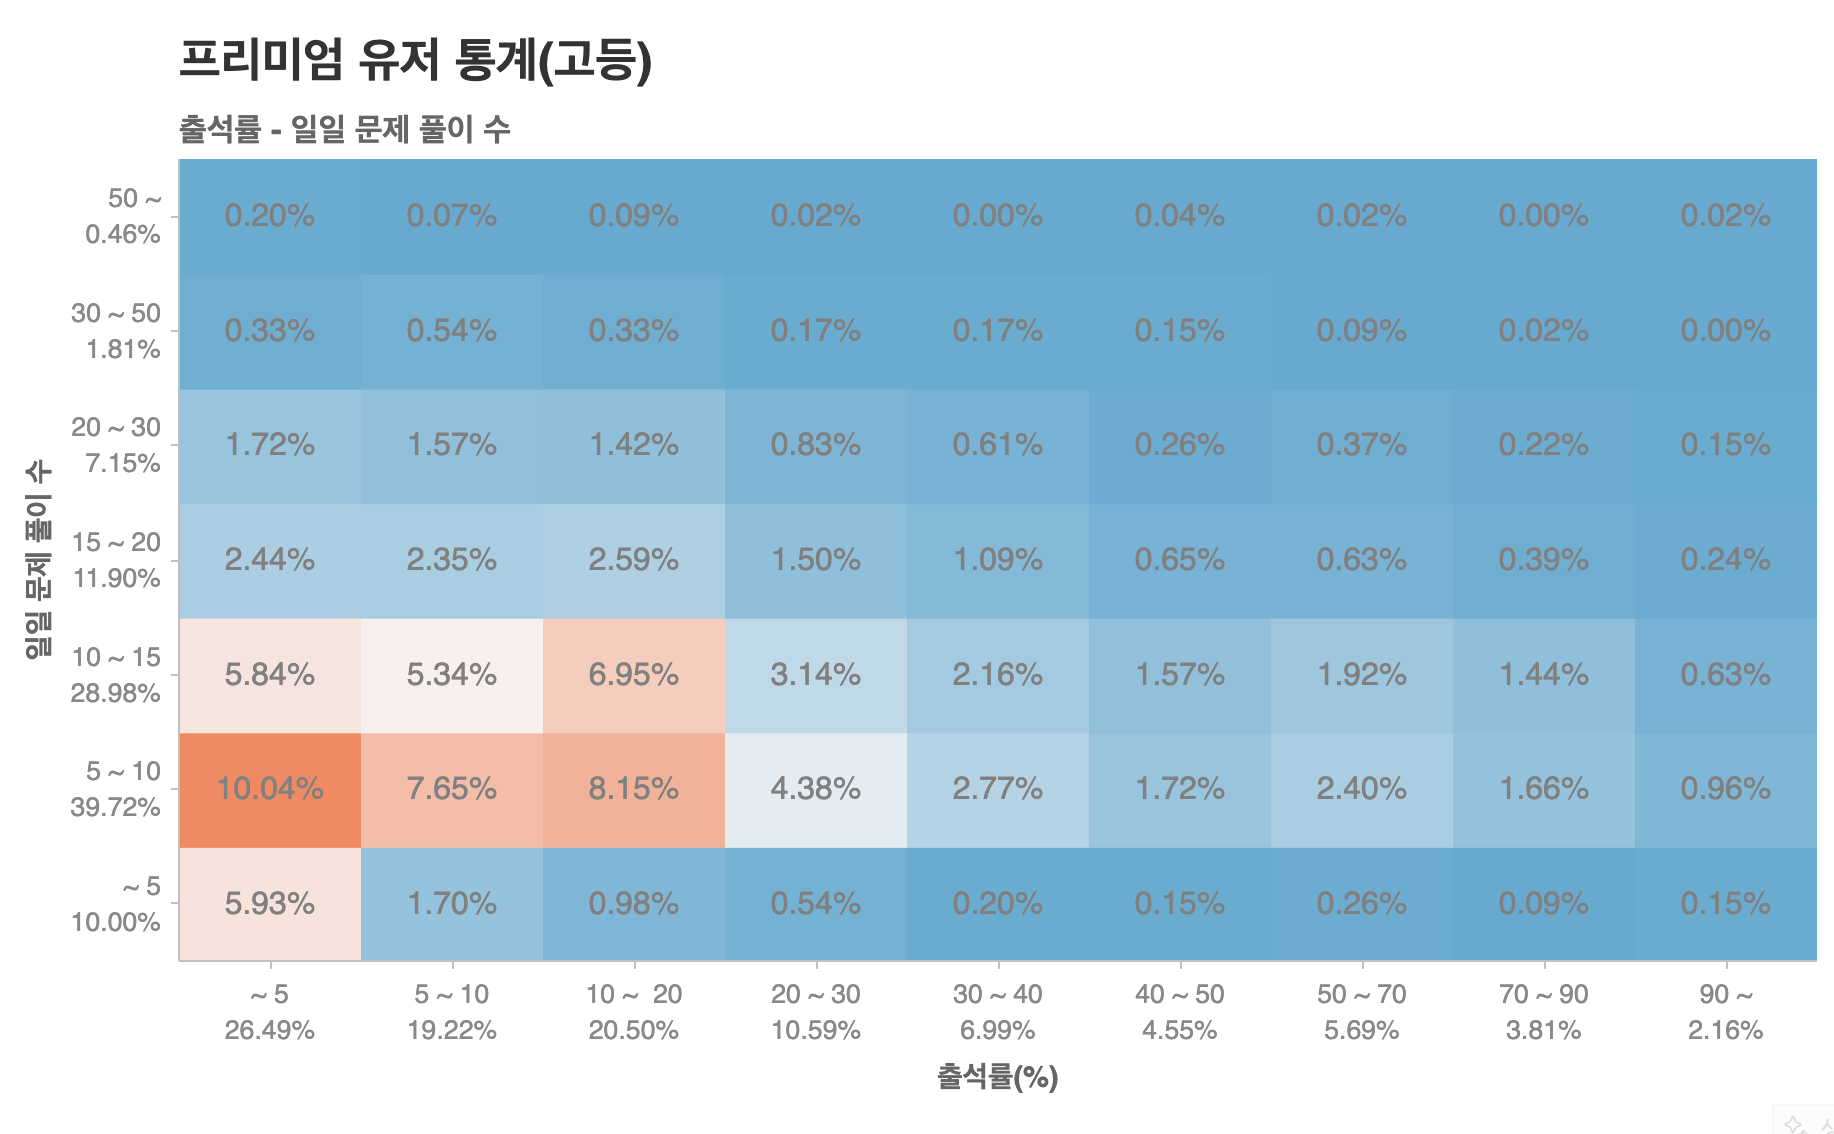 프리미엄 유저 통계(고등)
출석률 - 일일 문제 풀이 수
일일 문제 풀이 수
50 ~
0.46%
0.20% 0.07% 0.09% 0.02% 0.00% 0.04% 0.02% 0.00% 0.02%
30 ~ 50
1.81%
0.33% 0.54% 0.33% 0.17% 0.17% 0.15% 0.09% 0.02% 0.00%
20 ~ 30
7.15%
1.72% 1.57% 1.42% 0.83% 0.61% 0.26% 0.37% 0.22% 0.15%
15 ~ 20
11.90%
2.44% 2.35% 2.59% 1.50% 1.09% 0.65% 0.63% 0.39% 0.24%
10 ~ 15
28.98%
5.84% 5.34% 6.95% 3.14% 2.16% 1.57% 1.92% 1.44% 0.63%
5 ~ 10
39.72%
10.04% 7.65% 8.15% 4.38% 2.77% 1.72% 2.40% 1.66% 0.96%
~ 5
10.00%
5.93% 1.70% 0.98% 0.54% 0.20% 0.15% 0.26% 0.09% 0.15%
~ 5 5 ~ 10 10 ~ 20 20 ~ 30 30 ~ 40 40 ~ 50 50 ~ 70 70 ~ 90 90 ~
26.49% 19.22% 20.50% 10.59% 6.99% 4.55% 5.69% 3.81% 2.16%
출석률(%)